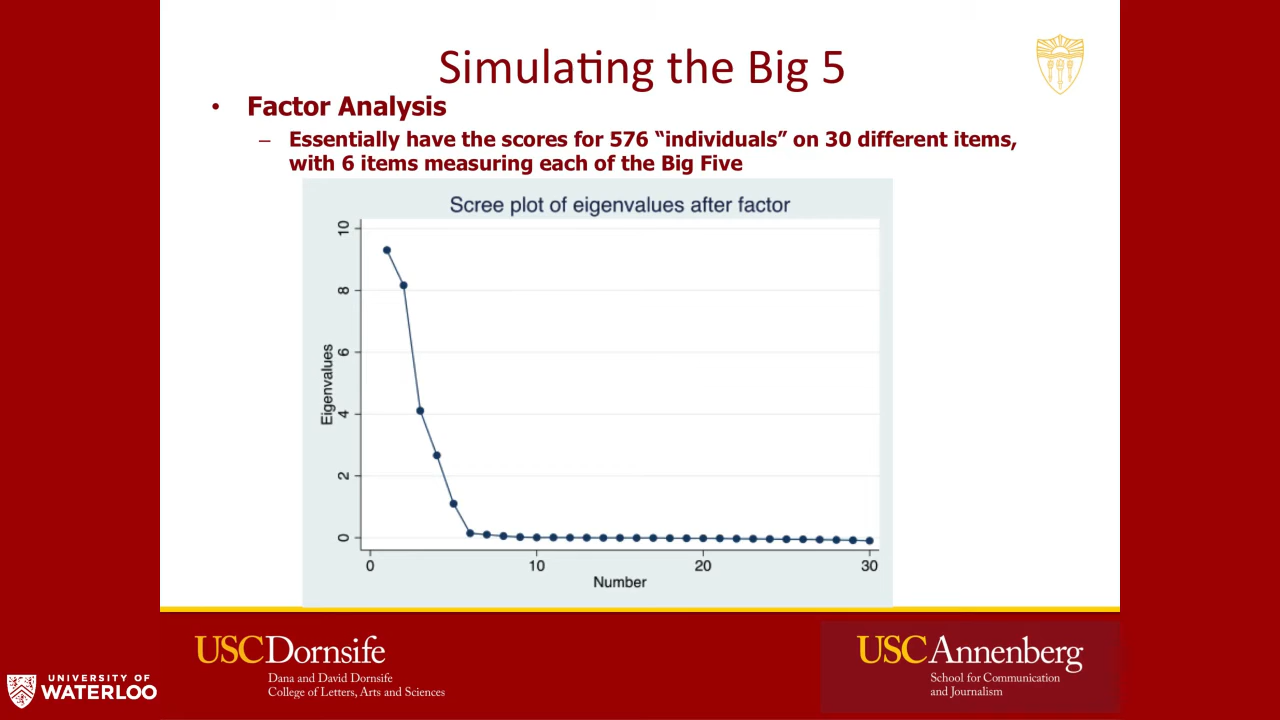 Simulating the Big 5
• Factor Analysis
– Essentially have the scores for 576 “individuals” on 30 different items,
with 6 items measuring each of the Big Five
Scree plot of eigenvalues after factor
Eigenvalues
10
8
6
4
2
0
0 10 20 30
Number
USC Dornsife
Dana and David Dornsife
College of Letters, Arts and Sciences
USC Annenberg
School for Communication
and Journalism
UNIVERSITY OF
WATERLOO